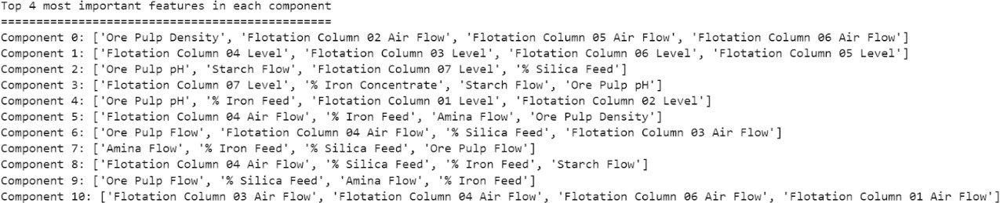 Top 4 most important features in each component
===============================================
Component 0: ['Ore Pulp Density', 'Flotation Column 02 Air Flow', 'Flotation Column 05 Air Flow', 'Flotation Column 06 Air Flow']
Component 1: ['Flotation Column 04 Level', 'Flotation Column 03 Level', 'Flotation Column 06 Level', 'Flotation Column 05 Level']
Component 2: ['Ore Pulp pH', 'Starch Flow', 'Flotation Column 07 Level', '% Silica Feed']
Component 3: ['Flotation Column 07 Level', '% Iron Concentrate', 'Starch Flow', 'Ore Pulp pH']
Component 4: ['Ore Pulp pH', '% Iron Feed', 'Flotation Column 01 Level', 'Flotation Column 02 Level']
Component 5: ['Flotation Column 04 Air Flow', '% Iron Feed', 'Amina Flow', 'Ore Pulp Density']
Component 6: ['Ore Pulp Flow', 'Flotation Column 04 Air Flow', '% Silica Feed', 'Flotation Column 03 Air Flow']
Component 7: ['Amina Flow', '% Iron Feed', '% Silica Feed', 'Ore Pulp Flow']
Component 8: ['Flotation Column 04 Air Flow', '% Silica Feed', '% Iron Feed', 'Starch Flow']
Component 9: ['Ore Pulp Flow', '% Silica Feed', 'Amina Flow', '% Iron Feed']
Component 10: ['Flotation Column 03 Air Flow', 'Flotation Column 04 Air Flow', 'Flotation Column 06 Air Flow', 'Flotation Column 01 Air Flow']